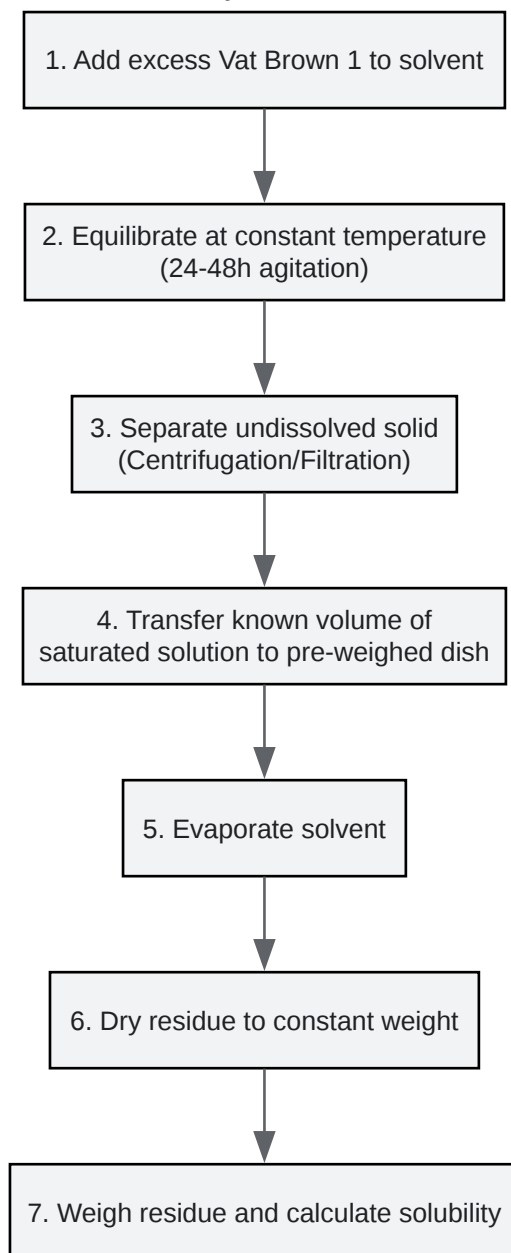 1. Add excess Vat Brown 1 to solvent
2. Equilibrate at constant temperature
(24-48h agitation)
3. Separate undissolved solid
(Centrifugation/Filtration)
4. Transfer known volume of
saturated solution to pre-weighed dish
5. Evaporate solvent
6. Dry residue to constant weight
7. Weigh residue and calculate solubility